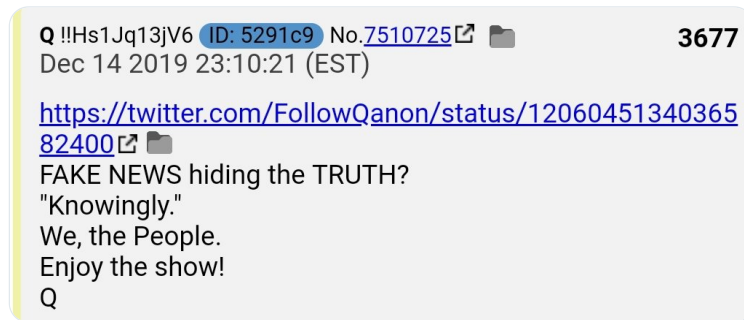 Q !!Hs1Jq13jV6 ID: 5291c9 No.7510725 3677
Dec 14 2019 23:10:21 (EST)
https://twitter.com/FollowQanon/status/12060451340365
82400
FAKE NEWS hiding the TRUTH?
"Knowingly."
We, the People.
Enjoy the show!
Q